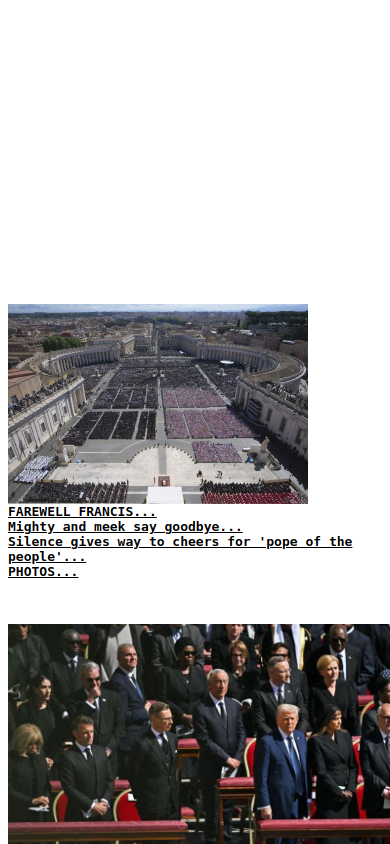 FAREWELL FRANCIS...
Mighty and meek say goodbye...
Silence gives way to cheers for 'pope of the
people'...
PHOTOS...